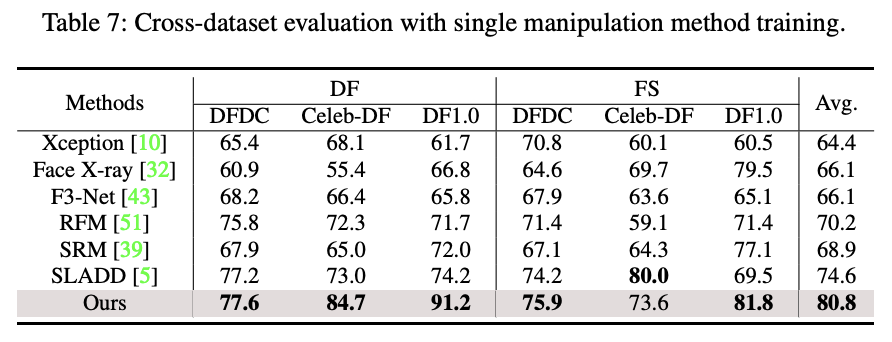 Table 7: Cross-dataset evaluation with single manipulation method training.
Methods DF FS Avg.
DFDC Celeb-DF DF1.0 DFDC Celeb-DF DF1.0
Xception [10] 65.4 68.1 61.7 70.8 60.1 60.5 64.4
Face X-ray [32] 60.9 55.4 66.8 64.6 69.7 79.5 66.1
F3-Net [43] 68.2 66.4 65.8 67.9 63.6 65.1 66.1
RFM [51] 75.8 72.3 71.7 71.4 59.1 71.4 70.2
SRM [39] 67.9 65.0 72.0 67.1 64.3 77.1 68.9
SLADD [5] 77.2 73.0 74.2 74.2 80.0 69.5 74.6
Ours 77.6 84.7 91.2 75.9 73.6 81.8 80.8